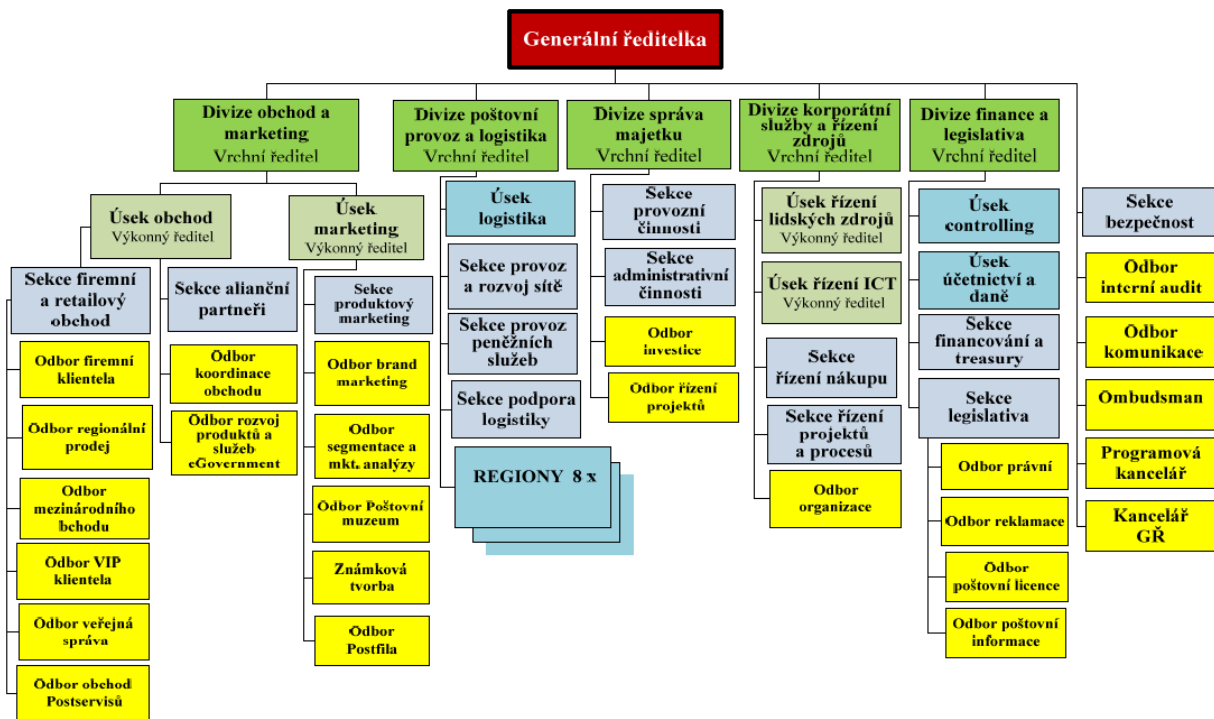 Generální ředitelka
Divize obchod a
marketing
Vrchní ředitel
Divize poštovní
provoz a logistika
Vrchní ředitel
Divize správa
majetku
Vrchní ředitel
Divize korporátní
služby a řízení
zdrojů
Vrchní ředitel
Divize finance a
legislativa
Vrchní ředitel
Úsek obchod
Výkonný ředitel
Sekce firemní
a retailový
obchod
Odbor firemní
klientela
Odbor regionální
prodej
Odbor
mezinárodního
bchodu
Odbor VIP
klientela
Odbor veřejná
správa
Odbor obchod
Postservisů
Sekce alianční
partneři
Odbor
koordinace
obchodu
Odbor rozvoj
produktů a
služeb
eGovernment
Úsek
marketing
Výkonný ředitel
Sekce
produktový
marketing
Odbor brand
marketing
Odbor
segmentace a
mkt. analýzy
Odbor Poštovní
muzeum
Známková
tvorba
Odbor
Postfila
Úsek
logistika
Sekce provoz
a rozvoj sítě
Sekce provoz
peněžních
služeb
Sekce podpora
logistiky
REGIONY 8 x
Sekce
provozní
činnosti
Sekce
administrativní
činnosti
Odbor
investice
Odbor řízení
projektů
Úsek řízení
lidských zdrojů
Výkonný ředitel
Úsek řízení ICT
Výkonný ředitel
Sekce
řízení nákupu
Sekce řízení
projektů
a procesů
Odbor
organizace
Úsek
controlling
Úsek
účetnictví a
daně
Sekce
financování a
treasury
Sekce
legislativa
Odbor právní
Odbor reklamace
Odbor
poštovní licence
Odbor poštovní
informace
Sekce
bezpečnost
Odbor
interní audit
Odbor
komunikace
Ombudsman
Programová
kancelář
Kancelář
GŘ